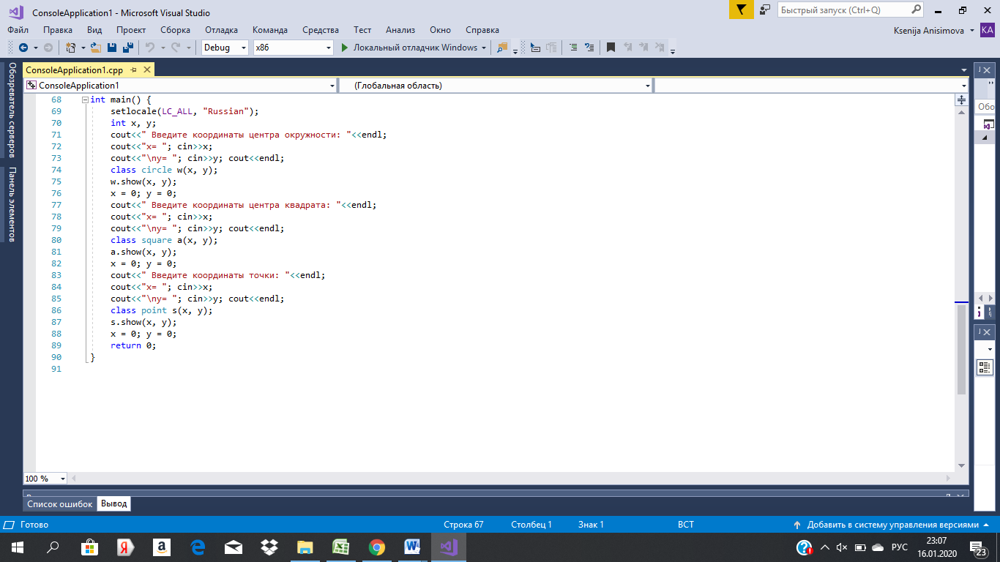 ConsoleApplication1 - Microsoft Visual Studio
Быстрый запуск (Ctrl+Q)
Файл Правка Вид Проект Сборка Отладка Команда Средства Тест Анализ Окно Справка
Ksenija Anisimova KA
Debug x86 Локальный отладчик Windows
Обозреватель серверов
Панель элементов
ConsoleApplication1.cpp
ConsoleApplication1 (Глобальная область)
Обо
68 int main() {
69 setlocale(LC_ALL, "Russian");
70 int x, y;
71 cout<<" Введите координаты центра окружности: "<<endl;
72 cout<<"x= "; cin>>x;
73 cout<<"\ny= "; cin>>y; cout<<endl;
74 class circle w(x, y);
75 w.show(x, y);
76 x = 0; y = 0;
77 cout<<" Введите координаты центра квадрата: "<<endl;
78 cout<<"x= "; cin>>x;
79 cout<<"\ny= "; cin>>y; cout<<endl;
80 class square a(x, y);
81 a.show(x, y);
82 x = 0; y = 0;
83 cout<<" Введите координаты точки: "<<endl;
84 cout<<"x= "; cin>>x;
85 cout<<"\ny= "; cin>>y; cout<<endl;
86 class point s(x, y);
87 s.show(x, y);
88 x = 0; y = 0;
89 return 0;
90 }
91
100 %
Список ошибок Вывод
Готово Строка 67 Столбец 1 Знак 1 ВСТ Добавить в систему управления версиями
РУС
23:07
16.01.2020
23